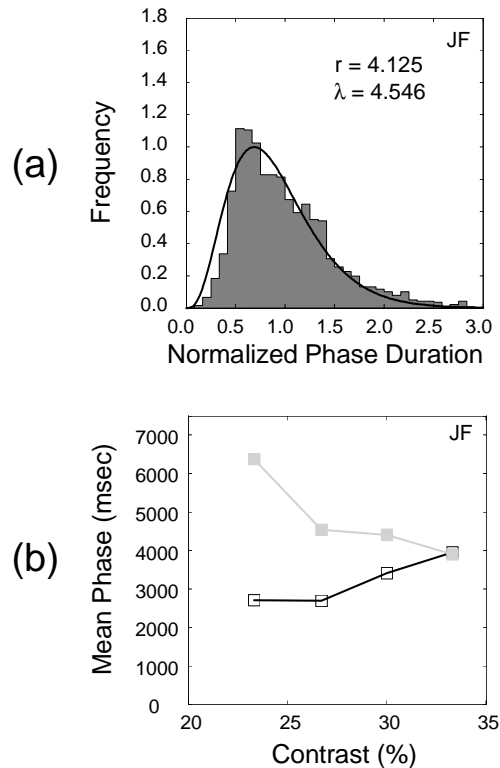 (a)
JF
r = 4.125
λ = 4.546
Frequency
1.8
1.6
1.4
1.2
1.0
0.8
0.6
0.4
0.2
0.0
0.0 0.5 1.0 1.5 2.0 2.5 3.0
Normalized Phase Duration
(b)
JF
Mean Phase (msec)
7000
6000
5000
4000
3000
2000
1000
0
20 25 30 35
Contrast (%)